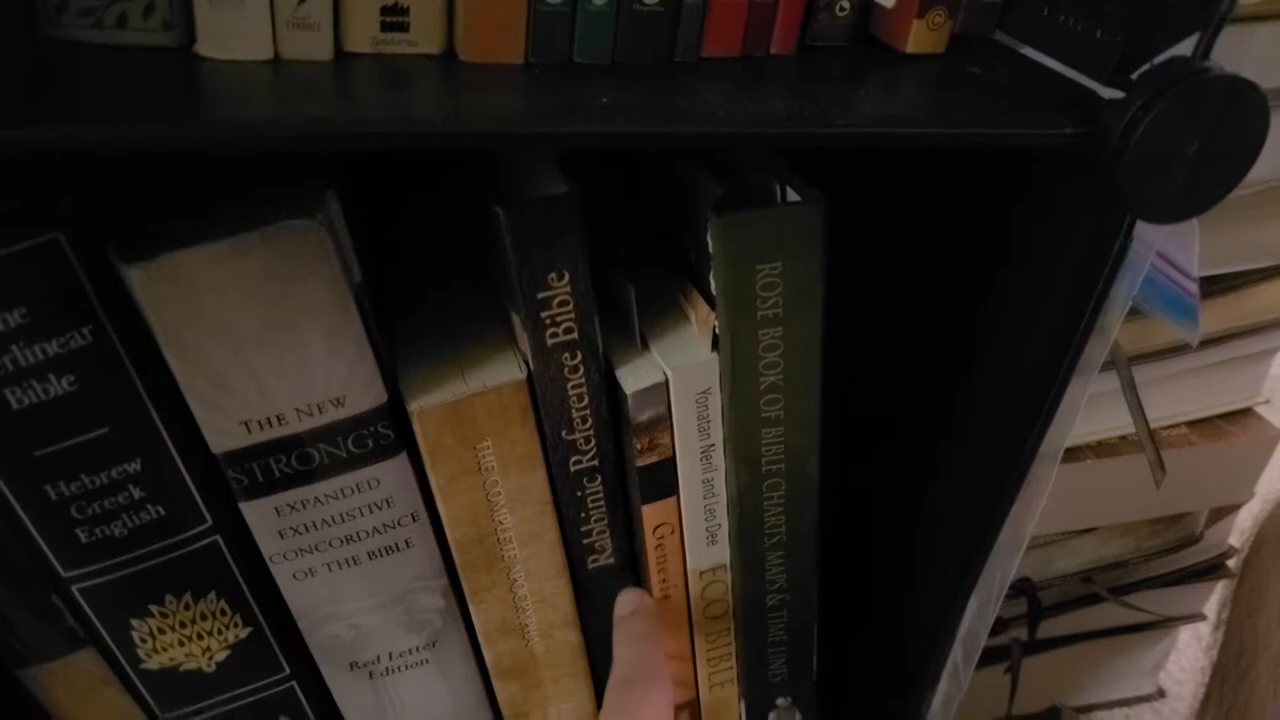 TYNDALE
Zondervan
Bible
Hebrew
Greek
English
THE NEW
STRONG'S
EXPANDED
EXHAUSTIVE
CONCORDANCE
OF THE BIBLE
Red Letter
Edition
THE COMPLETE APOCRYPHA
Rabbinic Reference Bible
Genesis
Yonatan Neril and Leo Dee
ECO BIBLE
ROSE BOOK OF BIBLE CHARTS, MAPS & TIME LINES